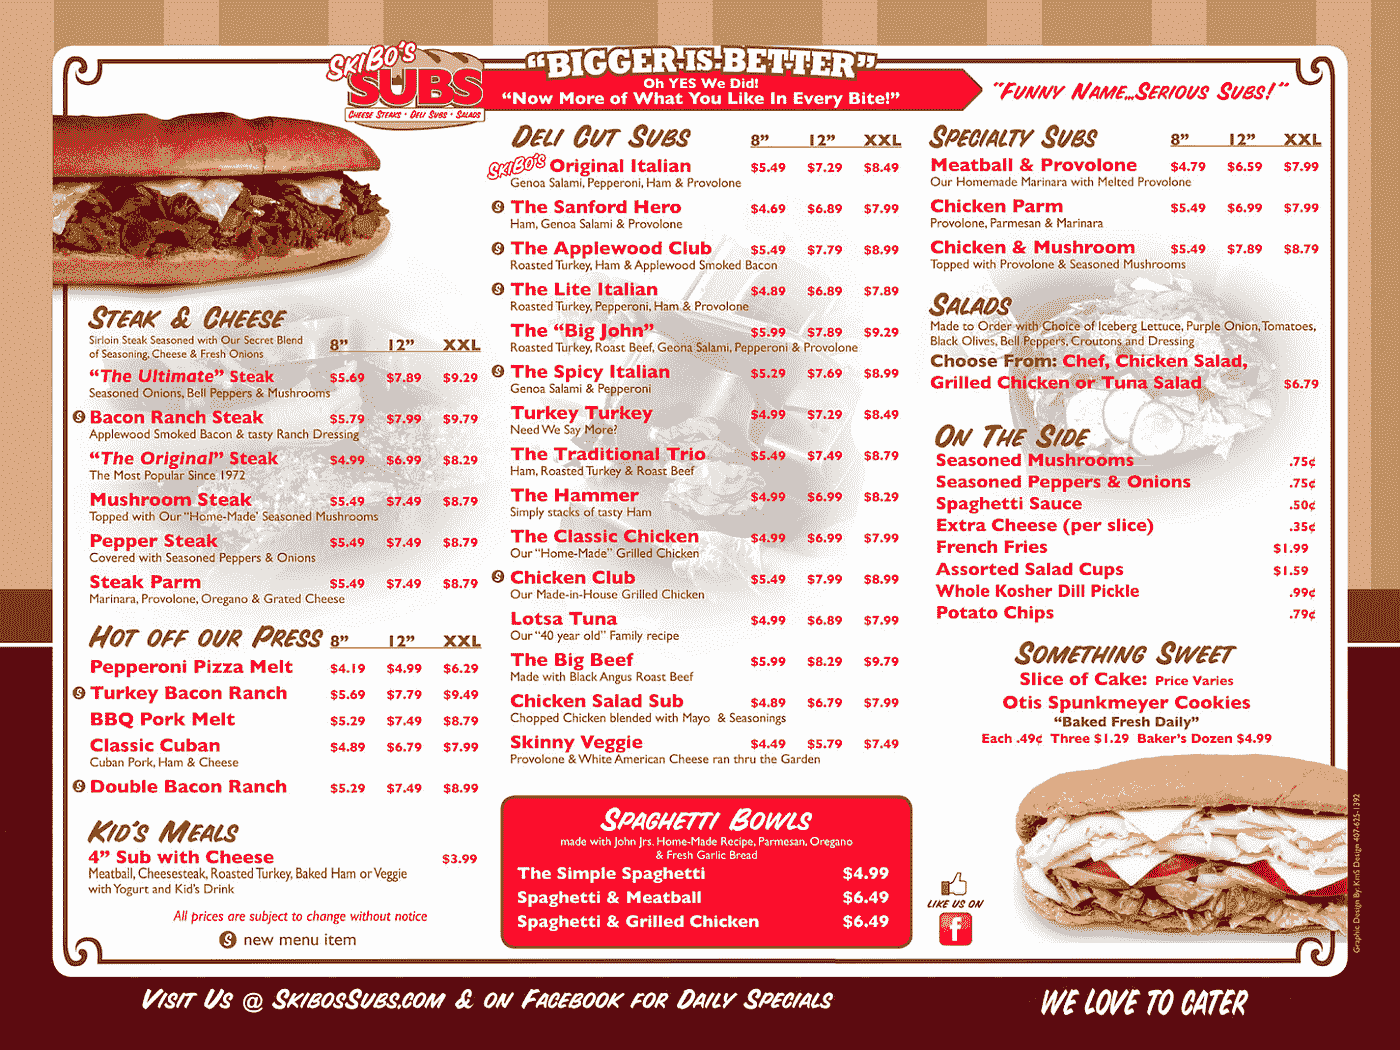 SKIBO'S
SUBS
CHEESE STEAKS • DELI SUBS • SALADS
"BIGGER-IS-BETTER"
Oh YES We Did!
"Now More of What You Like In Every Bite!"
"FUNNY NAME...SERIOUS SUBS!"
STEAK & CHEESE
Sirloin Steak Seasoned with Our Secret Blend
of Seasoning, Cheese & Fresh Onions 8" 12" XXL
"The Ultimate" Steak $5.69 $7.89 $9.29
Seasoned Onions, Bell Peppers & Mushrooms
Bacon Ranch Steak $5.79 $7.99 $9.79
Applewood Smoked Bacon & tasty Ranch Dressing
"The Original" Steak $4.99 $6.99 $8.29
The Most Popular Since 1972
Mushroom Steak $5.49 $7.49 $8.79
Topped with Our "Home-Made' Seasoned Mushrooms
Pepper Steak $5.49 $7.49 $8.79
Covered with Seasoned Peppers & Onions
Steak Parm $5.49 $7.49 $8.79
Marinara, Provolone, Oregano & Grated Cheese
HOT OFF OUR PRESS 8" 12" XXL
Pepperoni Pizza Melt $4.19 $4.99 $6.29
Turkey Bacon Ranch $5.69 $7.79 $9.49
BBQ Pork Melt $5.29 $7.49 $8.79
Classic Cuban $4.89 $6.79 $7.99
Cuban Pork, Ham & Cheese
Double Bacon Ranch $5.29 $7.49 $8.99
KID'S MEALS
4" Sub with Cheese $3.99
Meatball, Cheesesteak, Roasted Turkey, Baked Ham or Veggie
with Yogurt and Kid's Drink
All prices are subject to change without notice
S new menu item
DELI CUT SUBS 8" 12" XXL
SKIBO'S Original Italian $5.49 $7.29 $8.49
Genoa Salami, Pepperoni, Ham & Provolone
The Sanford Hero $4.69 $6.89 $7.99
Ham, Genoa Salami & Provolone
The Applewood Club $5.49 $7.79 $8.99
Roasted Turkey, Ham & Applewood Smoked Bacon
The Lite Italian $4.89 $6.89 $7.89
Roasted Turkey, Pepperoni, Ham & Provolone
The "Big John" $5.99 $7.89 $9.29
Roasted Turkey, Roast Beef, Geona Salami, Pepperoni & Provolone
The Spicy Italian $5.29 $7.69 $8.99
Genoa Salami & Pepperoni
Turkey Turkey $4.99 $7.29 $8.49
Need We Say More?
The Traditional Trio $5.49 $7.49 $8.79
Ham, Roasted Turkey & Roast Beef
The Hammer $4.99 $6.99 $8.29
Simply stacks of tasty Ham
The Classic Chicken $4.99 $6.99 $7.99
Our "Home-Made" Grilled Chicken
Chicken Club $5.49 $7.99 $8.99
Our Made-in-House Grilled Chicken
Lotsa Tuna $4.99 $6.89 $7.99
Our "40 year old" Family recipe
The Big Beef $5.99 $8.29 $9.79
Made with Black Angus Roast Beef
Chicken Salad Sub $4.89 $6.79 $7.99
Chopped Chicken blended with Mayo & Seasonings
Skinny Veggie $4.49 $5.79 $7.49
Provolone & White American Cheese ran thru the Garden
SPAGHETTI BOWLS
made with John Jrs. Home-Made Recipe, Parmesan, Oregano
& Fresh Garlic Bread
The Simple Spaghetti $4.99
Spaghetti & Meatball $6.49
Spaghetti & Grilled Chicken $6.49
SPECIALTY SUBS 8" 12" XXL
Meatball & Provolone $4.79 $6.59 $7.99
Our Homemade Marinara with Melted Provolone
Chicken Parm $5.49 $6.99 $7.99
Provolone, Parmesan & Marinara
Chicken & Mushroom $5.49 $7.89 $8.79
Topped with Provolone & Seasoned Mushrooms
SALADS
Made to Order with Choice of Iceberg Lettuce, Purple Onion, Tomatoes,
Black Olives, Bell Peppers, Croutons and Dressing
Choose From: Chef, Chicken Salad,
Grilled Chicken or Tuna Salad $6.79
ON THE SIDE
Seasoned Mushrooms .75¢
Seasoned Peppers & Onions .75¢
Spaghetti Sauce .50¢
Extra Cheese (per slice) .35¢
French Fries $1.99
Assorted Salad Cups $1.59
Whole Kosher Dill Pickle .99¢
Potato Chips .79¢
SOMETHING SWEET
Slice of Cake: Price Varies
Otis Spunkmeyer Cookies
"Baked Fresh Daily"
Each .49¢ Three $1.29 Baker's Dozen $4.99
LIKE US ON
f
Graphic Design By: KmS Design 407-625-1392
VISIT US @ SKIBOSSUBS.COM & ON FACEBOOK FOR DAILY SPECIALS
WE LOVE TO CATER